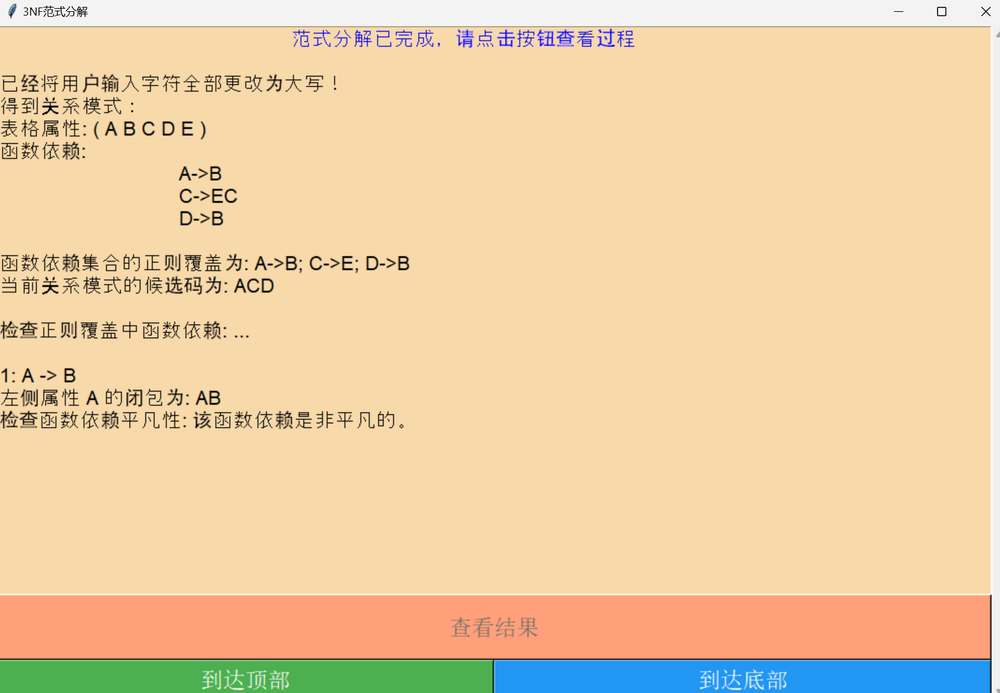 3NF范式分解
范式分解已完成，请点击按钮查看过程
已经将用户输入字符全部更改为大写！
得到关系模式：
表格属性: ( A B C D E )
函数依赖:
A->B
C->EC
D->B
函数依赖集合的正则覆盖为: A->B; C->E; D->B
当前关系模式的候选码为: ACD
检查正则覆盖中函数依赖: ...
1: A -> B
左侧属性 A 的闭包为: AB
检查函数依赖平凡性: 该函数依赖是非平凡的。
查看结果
到达顶部
到达底部